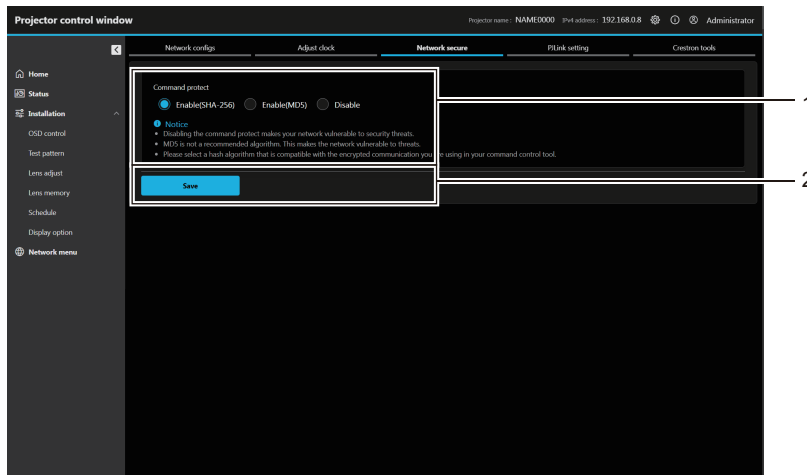 Projector control window
Projector name : NAME0000 IPv4 address : 192.168.0.8 Administrator
Network configs Adjust clock Network secure PJLink setting Crestron tools
Home
Status
Installation
OSD control
Test pattern
Lens adjust
Lens memory
Schedule
Display option
Network menu
Command protect
Enable(SHA-256) Enable(MD5) Disable
Notice
• Disabling the command protect makes your network vulnerable to security threats.
• MD5 is not a recommended algorithm. This makes the network vulnerable to threats.
• Please select a hash algorithm that is compatible with the encrypted communication you are using in your command control tool.
1
Save
2